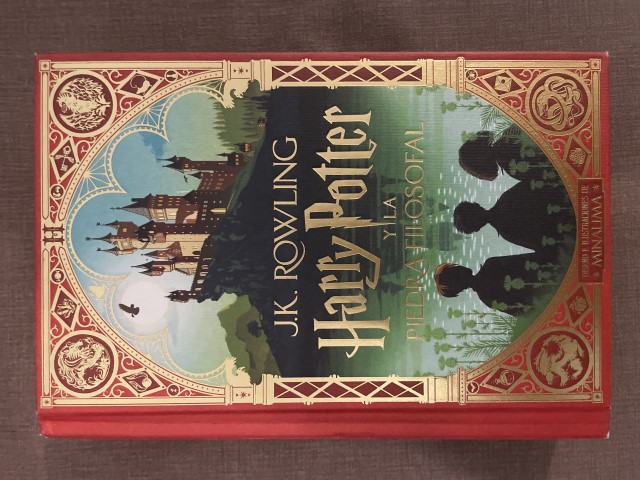 H
J.K. ROWLING
Harry Potter
Y LA
PIEDRA FILOSOFAL
DISEÑO E ILUSTRACIONES DE
MINALIMA